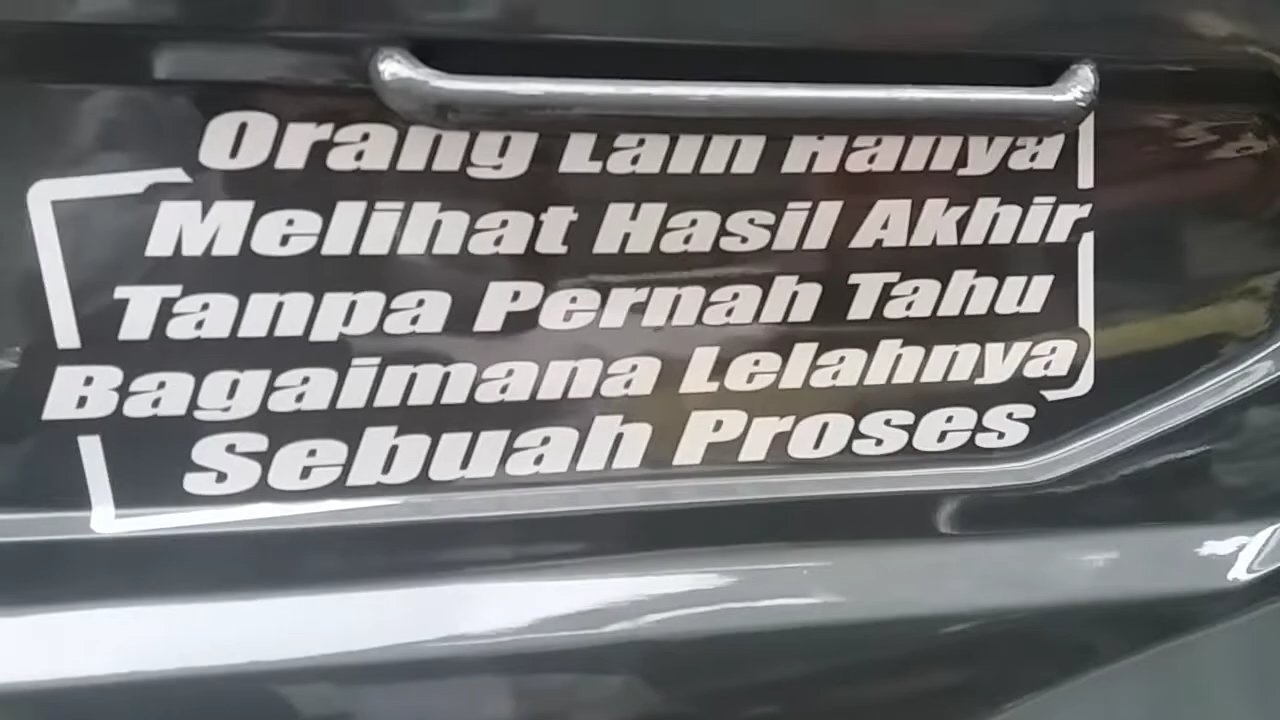 Orang Lain Hanya
Melihat Hasil Akhir
Tanpa Pernah Tahu
Bagaimana Lelahnya
Sebuah Proses